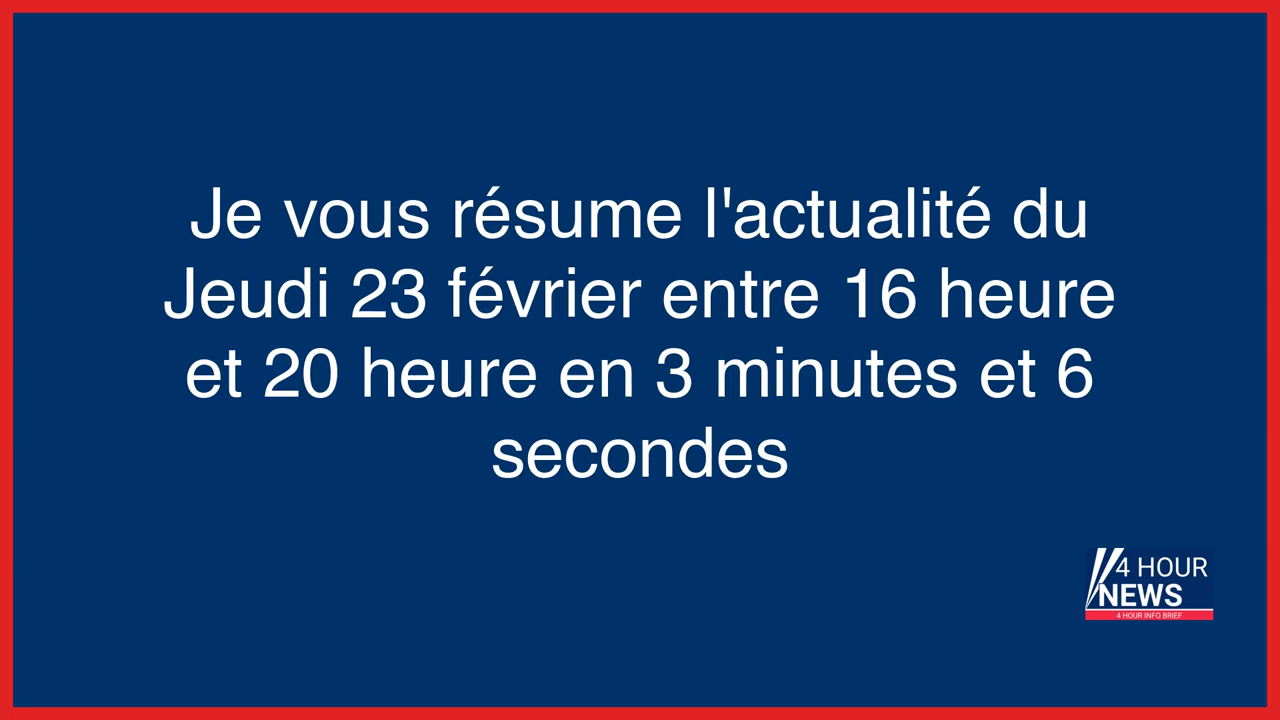 Je vous résume l'actualité du
Jeudi 23 février entre 16 heure
et 20 heure en 3 minutes et 6
secondes
4 HOUR
NEWS
4 HOUR INFO BRIEF